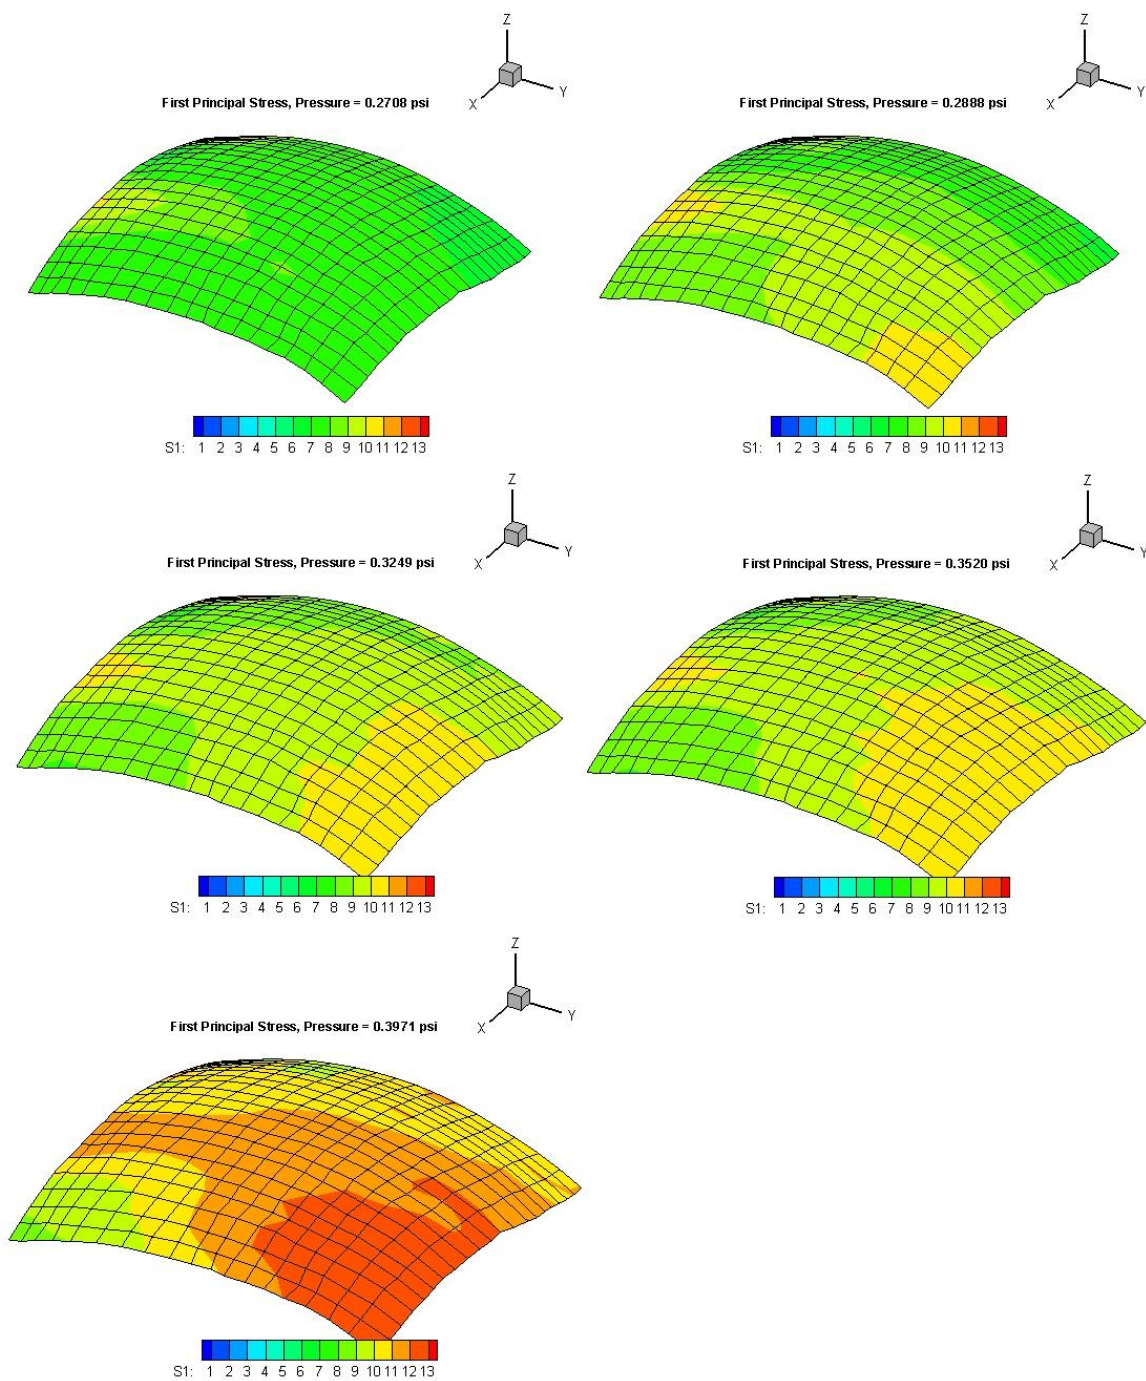 Z
X
Y
First Principal Stress, Pressure = 0.2708 psi
S1: 1 2 3 4 5 6 7 8 9 10 11 12 13
Z
X
Y
First Principal Stress, Pressure = 0.2888 psi
S1: 1 2 3 4 5 6 7 8 9 10 11 12 13
Z
X
Y
First Principal Stress, Pressure = 0.3249 psi
S1: 1 2 3 4 5 6 7 8 9 10 11 12 13
Z
X
Y
First Principal Stress, Pressure = 0.3520 psi
S1: 1 2 3 4 5 6 7 8 9 10 11 12 13
Z
X
Y
First Principal Stress, Pressure = 0.3971 psi
S1: 1 2 3 4 5 6 7 8 9 10 11 12 13